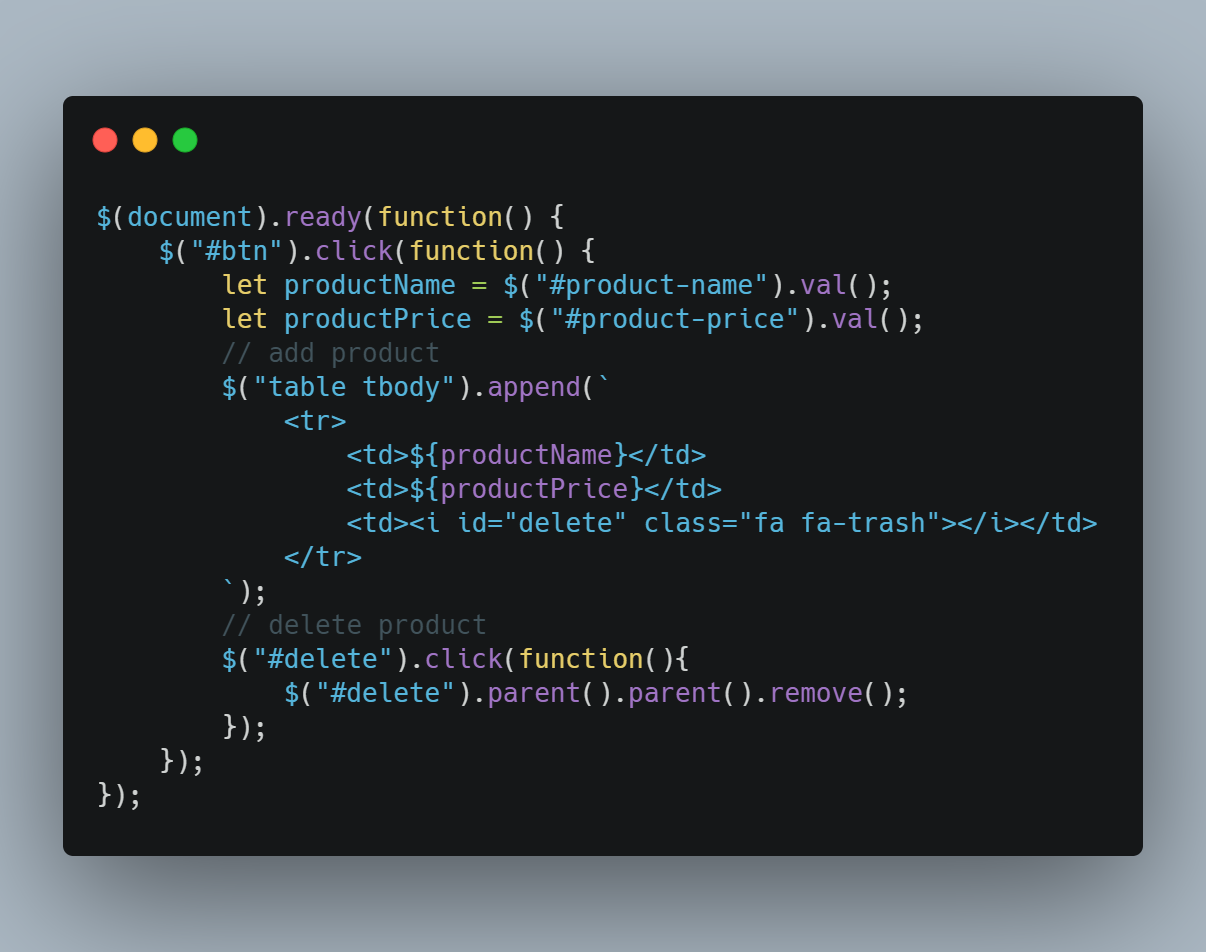 $(document).ready(function() {
    $("#btn").click(function() {
        let productName = $("#product-name").val();
        let productPrice = $("#product-price").val();
        // add product
        $("table tbody").append(`
            <tr>
                <td>${productName}</td>
                <td>${productPrice}</td>
                <td><i id="delete" class="fa fa-trash"></i></td>
            </tr>
        `);
        // delete product
        $("#delete").click(function(){
            $("#delete").parent().parent().remove();
        });
    });
});